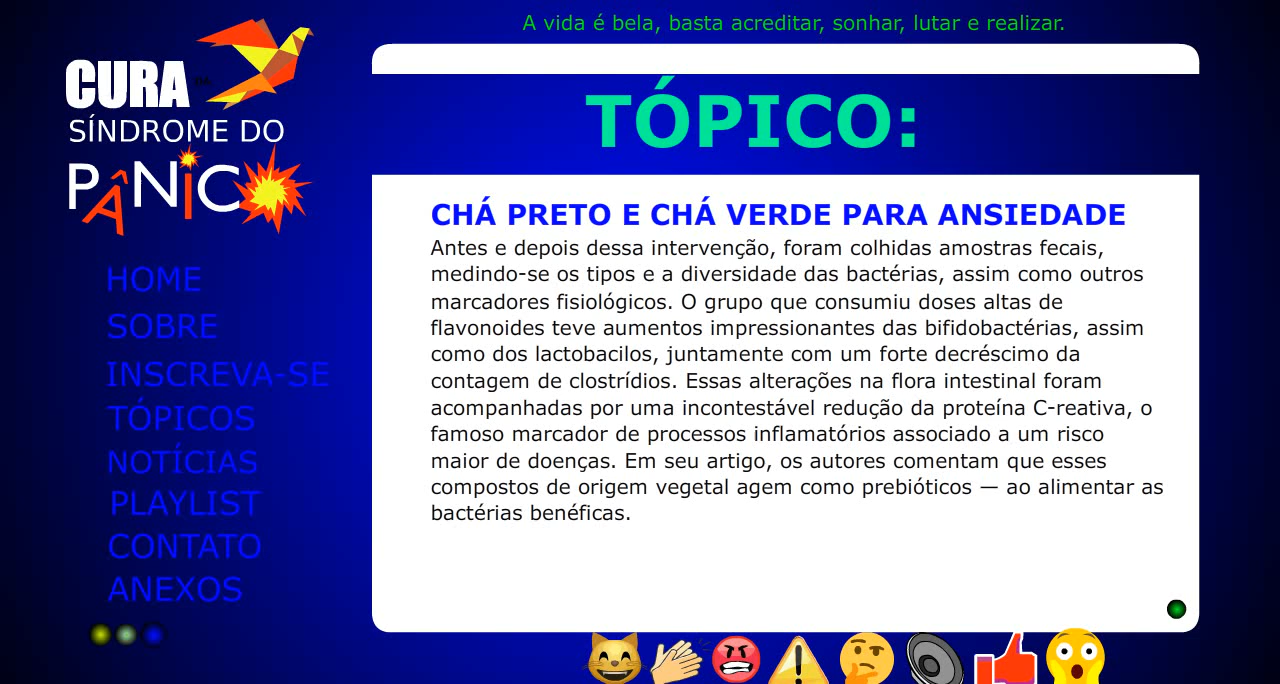 A vida é bela, basta acreditar, sonhar, lutar e realizar.
CURA
SÍNDROME DO
PÂNiCO
TÓPICO:
HOME
SOBRE
INSCREVA-SE
TÓPICOS
NOTÍCIAS
PLAYLIST
CONTATO
ANEXOS
CHÁ PRETO E CHÁ VERDE PARA ANSIEDADE
Antes e depois dessa intervenção, foram colhidas amostras fecais,
medindo-se os tipos e a diversidade das bactérias, assim como outros
marcadores fisiológicos. O grupo que consumiu doses altas de
flavonoides teve aumentos impressionantes das bifidobactérias, assim
como dos lactobacilos, juntamente com um forte decréscimo da
contagem de clostrídios. Essas alterações na flora intestinal foram
acompanhadas por uma incontestável redução da proteína C-reativa, o
famoso marcador de processos inflamatórios associado a um risco
maior de doenças. Em seu artigo, os autores comentam que esses
compostos de origem vegetal agem como prebióticos — ao alimentar as
bactérias benéficas.